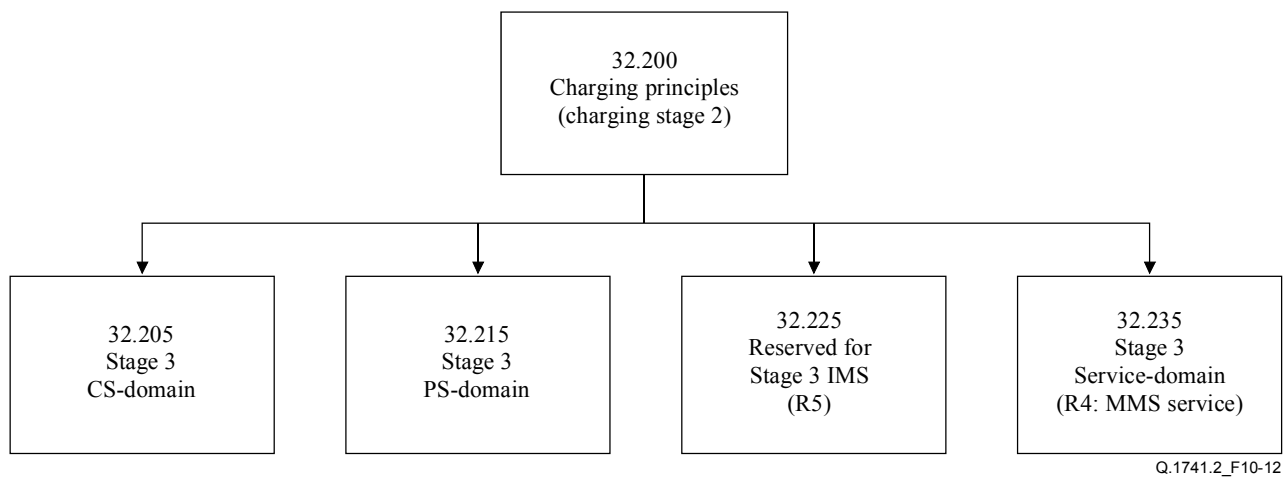 32.200
Charging principles
(charging stage 2)
32.205
Stage 3
CS-domain
32.215
Stage 3
PS-domain
32.225
Reserved for
Stage 3 IMS
(R5)
32.235
Stage 3
Service-domain
(R4: MMS service)
Q.1741.2_F10-12